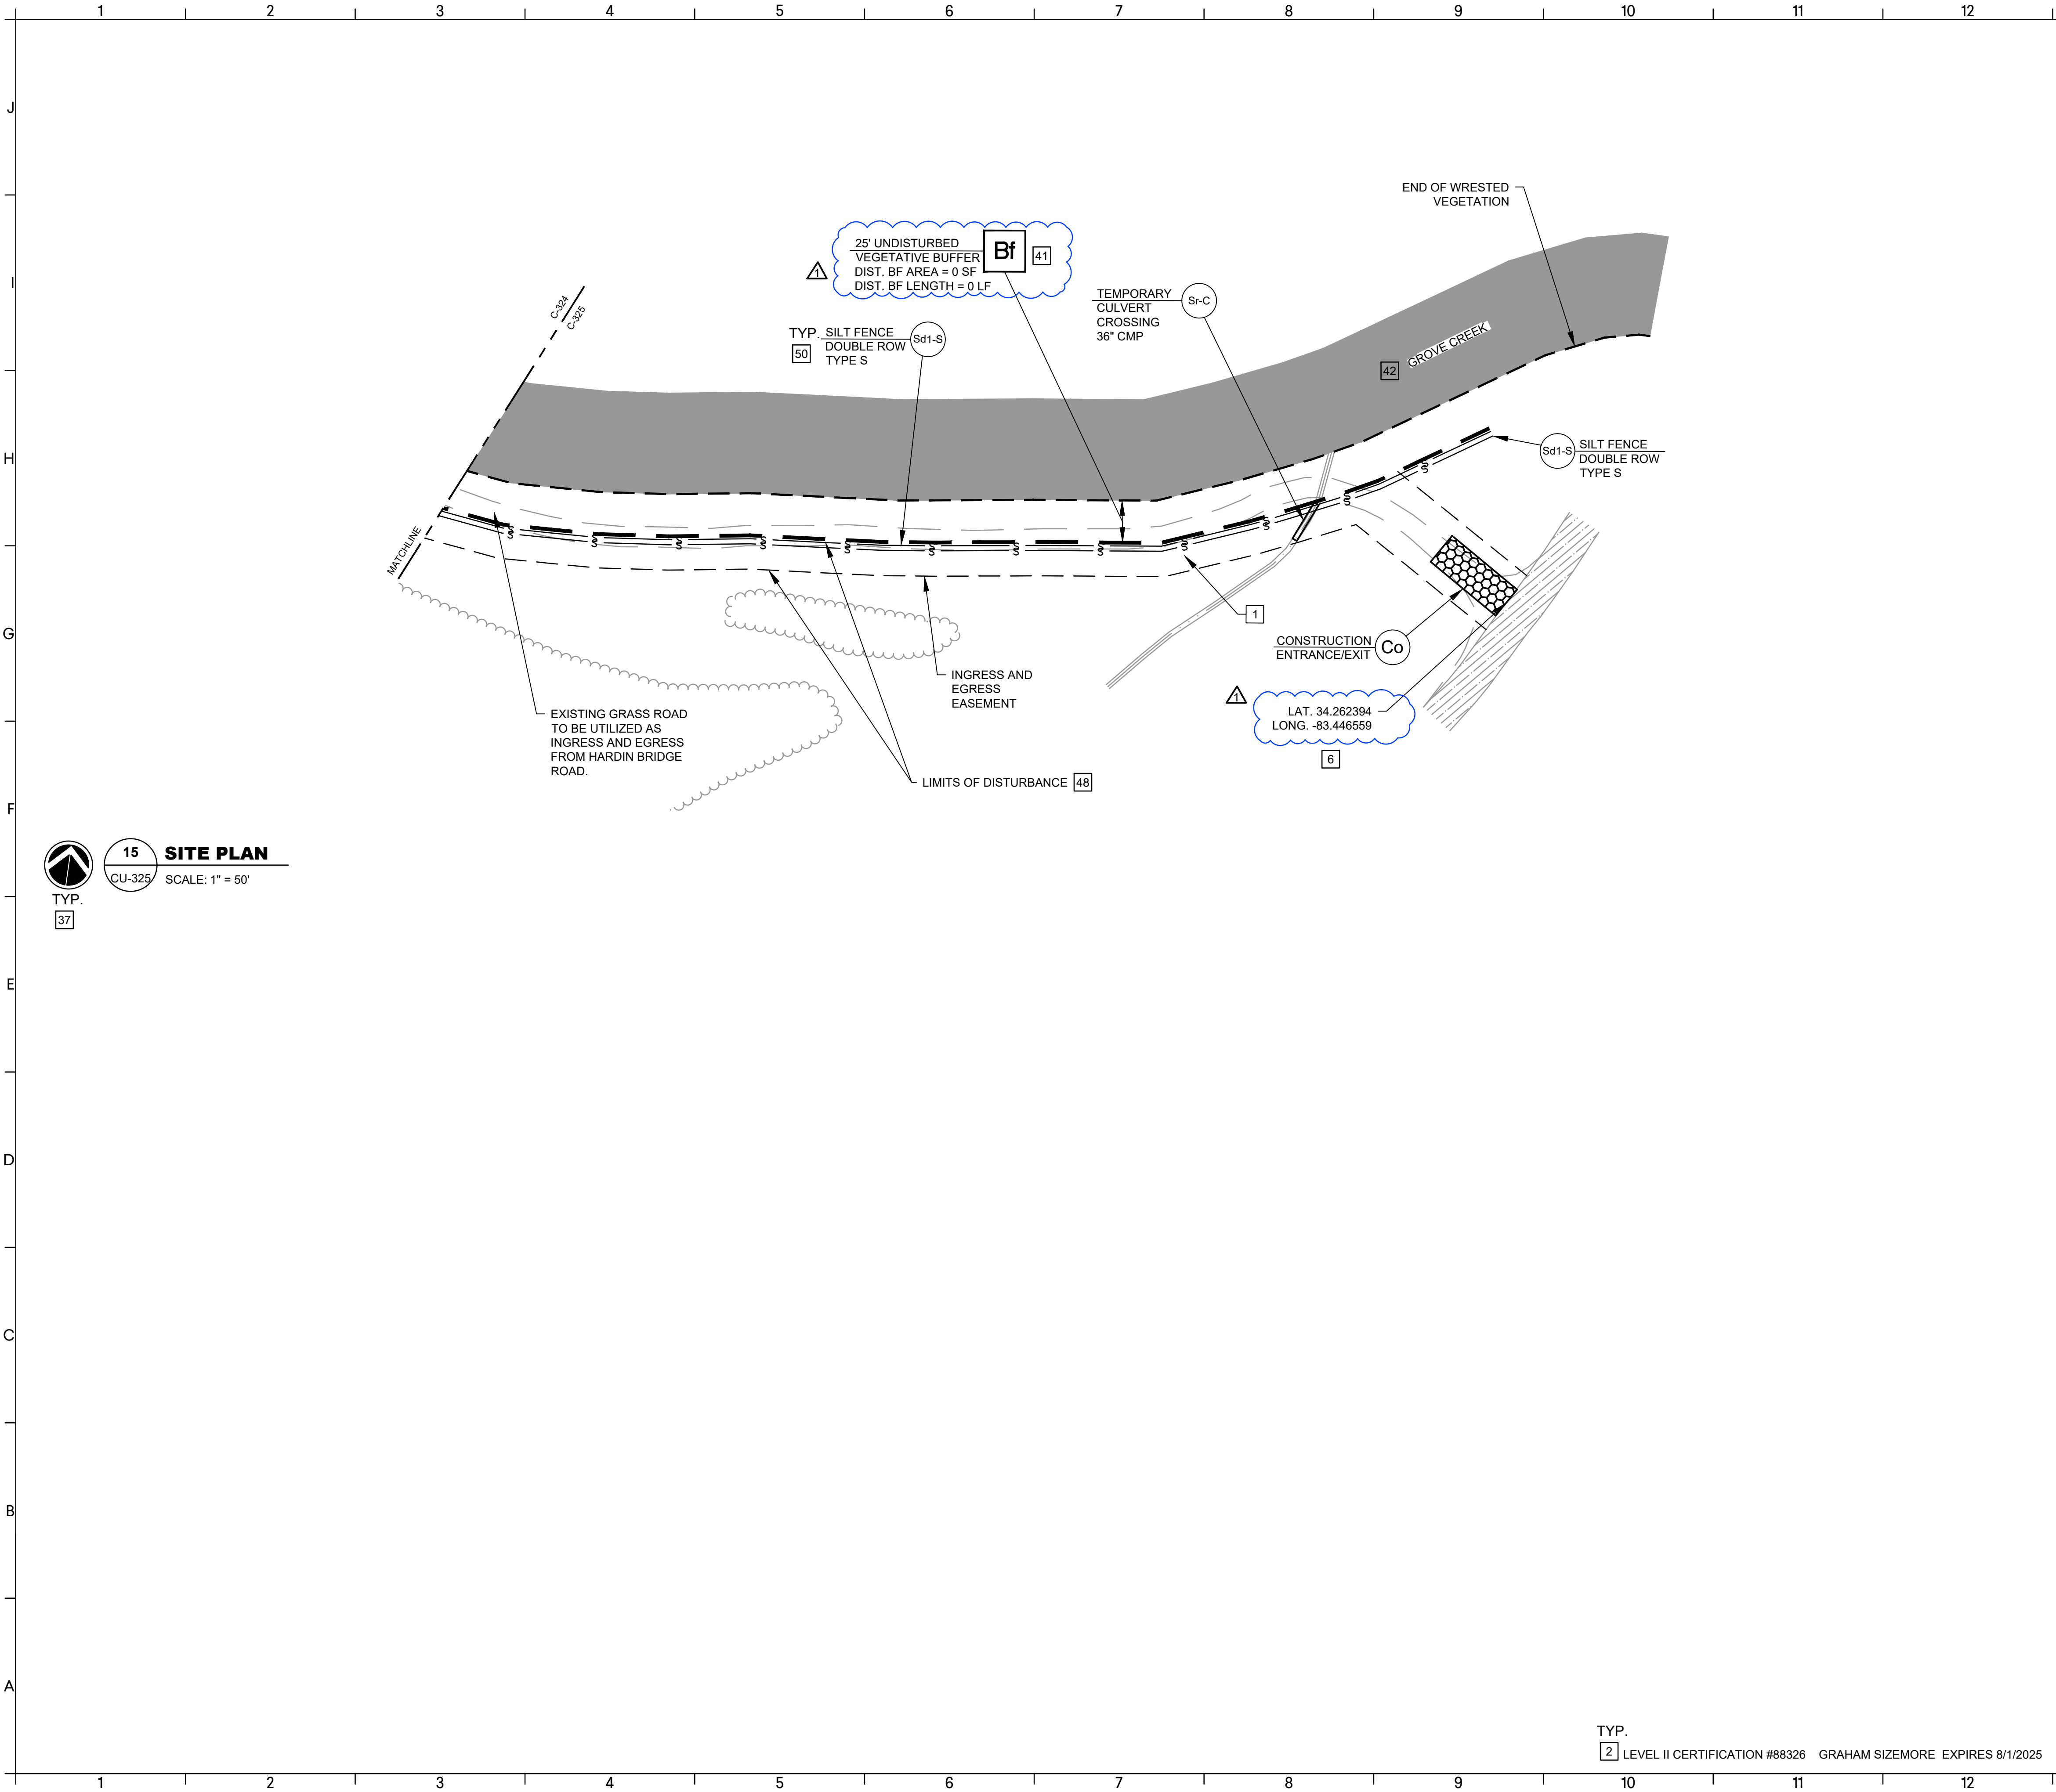 1 2 3 4 5 6 7 8 9 10 11 12
J
I
H
G
F
E
D
C
B
A
END OF WRESTED
VEGETATION
25' UNDISTURBED
VEGETATIVE BUFFER
DIST. BF AREA = 0 SF
DIST. BF LENGTH = 0 LF
Bf
41
1
TEMPORARY
CULVERT
CROSSING
36" CMP
Sr-C
C-324
C-325
TYP.
50
SILT FENCE
DOUBLE ROW
TYPE S
Sd1-S
42
GROVE CREEK
Sd1-S
SILT FENCE
DOUBLE ROW
TYPE S
MATCHLINE
S S S S S S S S S S S S
1
CONSTRUCTION
ENTRANCE/EXIT
Co
INGRESS AND
EGRESS
EASEMENT
1
LAT. 34.262394
LONG. -83.446559
6
EXISTING GRASS ROAD
TO BE UTILIZED AS
INGRESS AND EGRESS
FROM HARDIN BRIDGE
ROAD.
LIMITS OF DISTURBANCE 48
15
CU-325
SITE PLAN
SCALE: 1" = 50'
TYP.
37
TYP.
2 LEVEL II CERTIFICATION #88326 GRAHAM SIZEMORE EXPIRES 8/1/2025
1 2 3 4 5 6 7 8 9 10 11 12